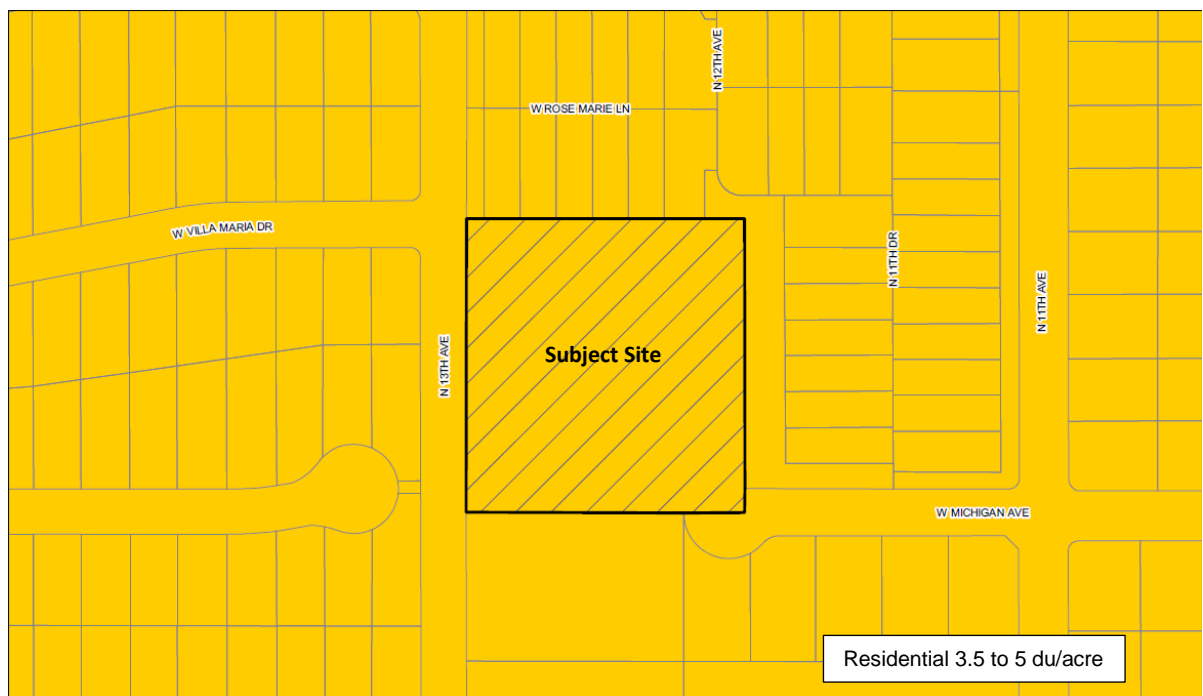 N 12TH AVE
W ROSE MARIE LN
W VILLA MARIA DR
N 11TH DR
N 11TH AVE
N 13TH AVE
Subject Site
W MICHIGAN AVE
Residential 3.5 to 5 du/acre